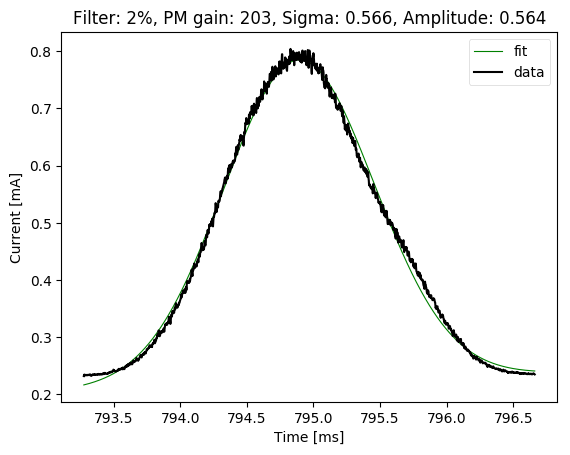 Filter: 2%, PM gain: 203, Sigma: 0.566, Amplitude: 0.564
fit
data
0.8
0.7
0.6
0.5
0.4
0.3
0.2
Current [mA]
793.5 794.0 794.5 795.0 795.5 796.0 796.5
Time [ms]